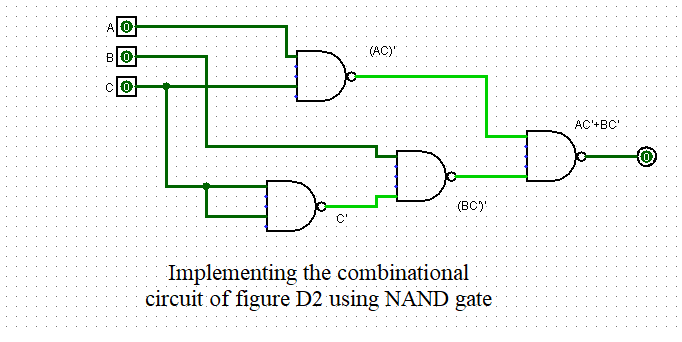 A 0
(AC)'
B 0
C 0
AC'+BC'
0
(BC')'
C'
Implementing the combinational
circuit of figure D2 using NAND gate